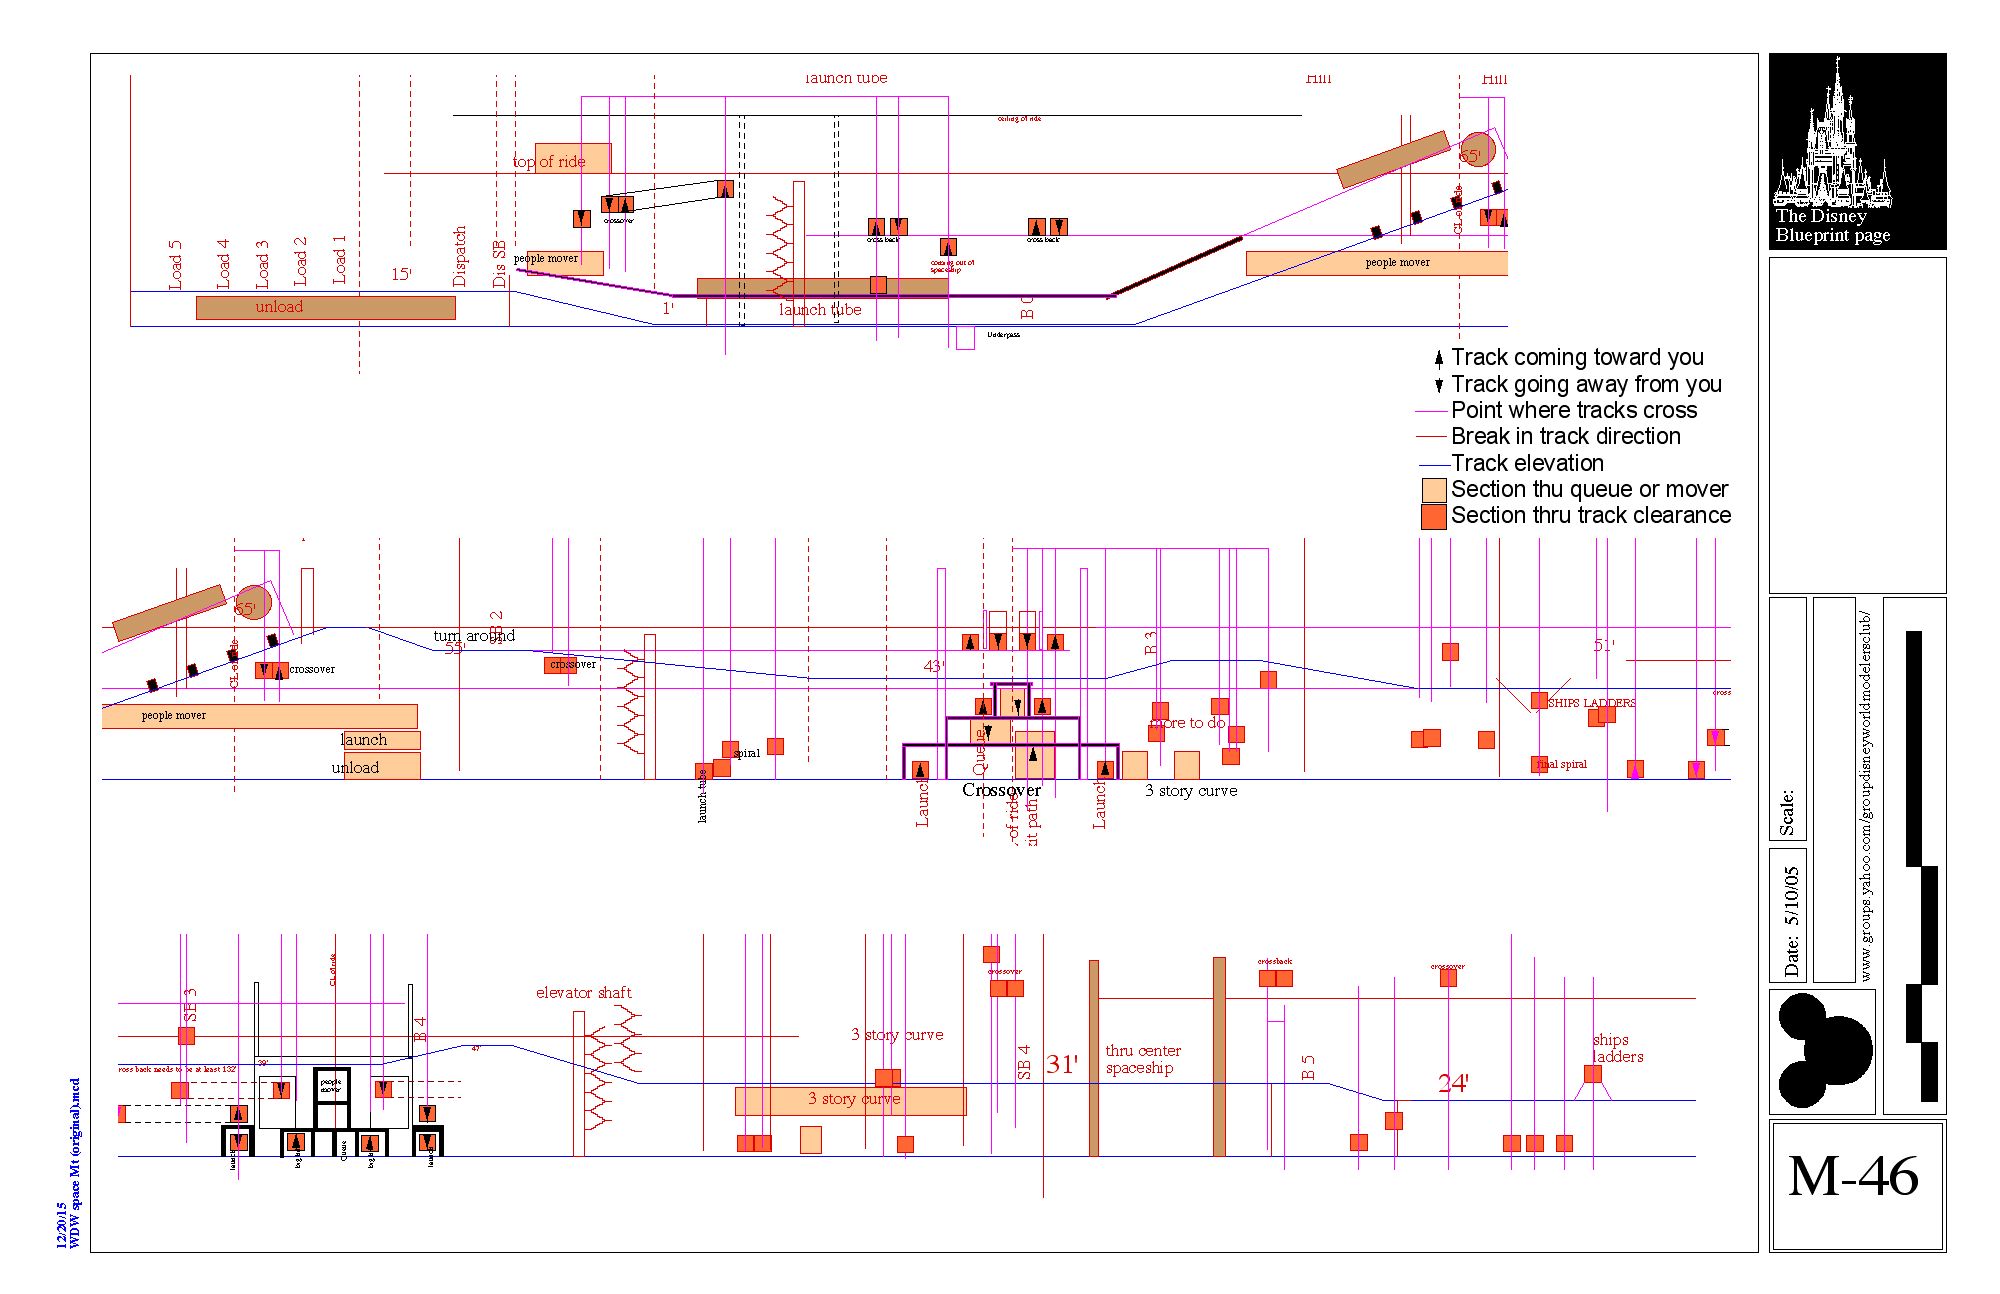 launch tube
Hill
Hill
ceiling of ride
top of ride
65'
crossover
CL of ride
cross back
cross back
coming out of
spaceship
people mover
people mover
Load 5
Load 4
Load 3
Load 2
Load 1
15'
Dispatch
Dis SB
unload
1'
launch tube
B
Underpass
The Disney
Blueprint page
Track coming toward you
Track going away from you
Point where tracks cross
Break in track direction
Track elevation
Section thu queue or mover
Section thru track clearance
65'
turn around
SB 2
55'
CL of ride
crossover
crossover
43'
B 3
51'
SHIPS LADDERS
cross
people mover
launch
unload
more to do
spiral
Queue
final spiral
launch tube
Launch
Crossover
of ride
it path
Launch
3 story curve
CL of ride
SB 3
B 4
elevator shaft
crossover
crossback
crossover
39'
47'
3 story curve
ross back needs to be at least 132'
people
mover
3 story curve
SB 4
31'
thru center
spaceship
B 5
24'
ships
ladders
launch
Queue
launch
Scale:
Date: 5/10/05
www.groups.yahoo.com/groupdisneyworldmodelersclub/
M-46
12/20/15
WDW space Mt (original).mcd